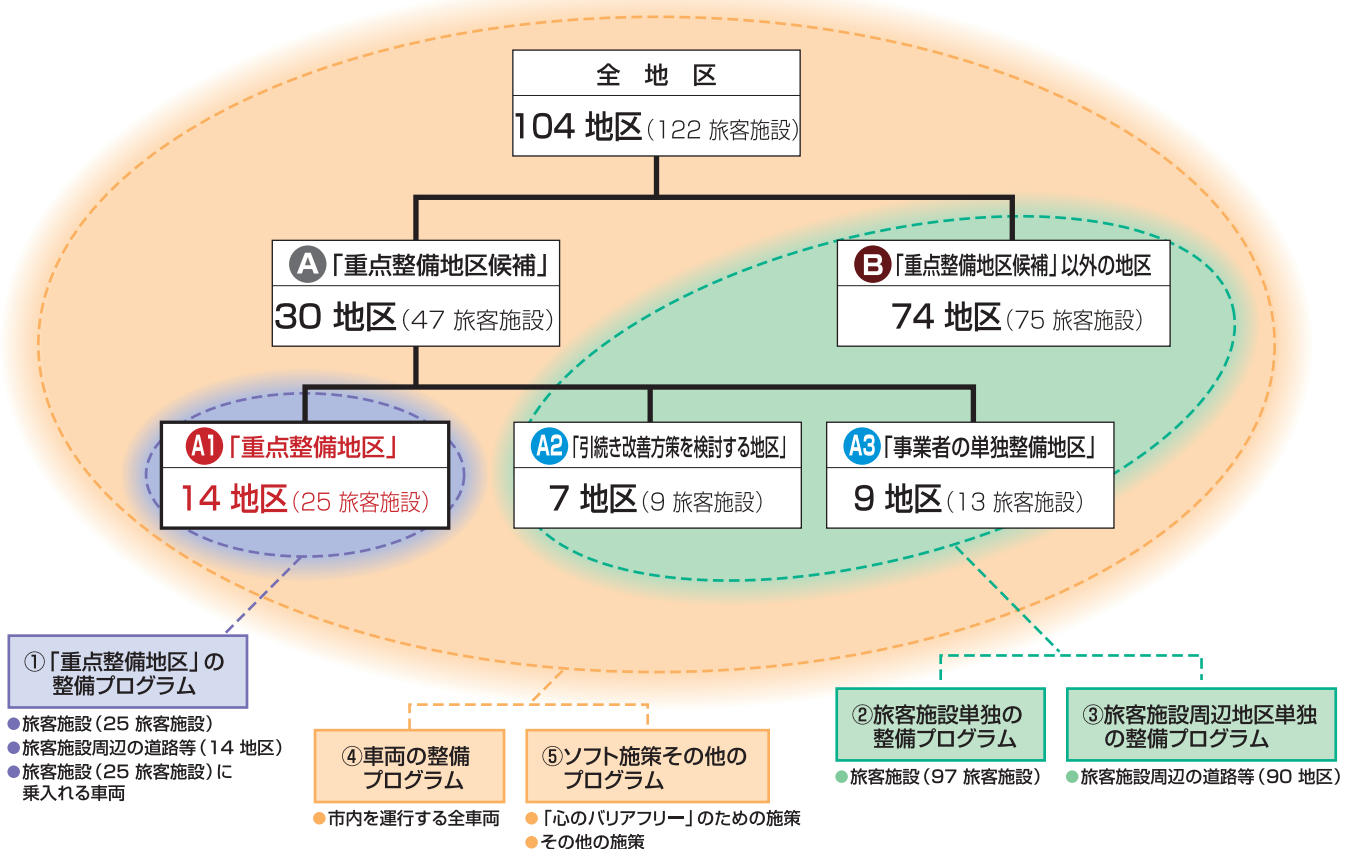 全 地 区
104 地区(122 旅客施設)
A「重点整備地区候補」
30 地区(47 旅客施設)
B「重点整備地区候補」以外の地区
74 地区(75 旅客施設)
A1「重点整備地区」
14 地区(25 旅客施設)
A2「引続き改善方策を検討する地区」
7 地区(9 旅客施設)
A3「事業者の単独整備地区」
9 地区(13 旅客施設)
①「重点整備地区」の
整備プログラム
●旅客施設(25 旅客施設)
●旅客施設周辺の道路等(14 地区)
●旅客施設(25 旅客施設)に
乗入れる車両
④車両の整備
プログラム
●市内を運行する全車両
⑤ソフト施策その他の
プログラム
●「心のバリアフリー」のための施策
●その他の施策
②旅客施設単独の
整備プログラム
●旅客施設(97 旅客施設)
③旅客施設周辺地区単独
の整備プログラム
●旅客施設周辺の道路等(90 地区)